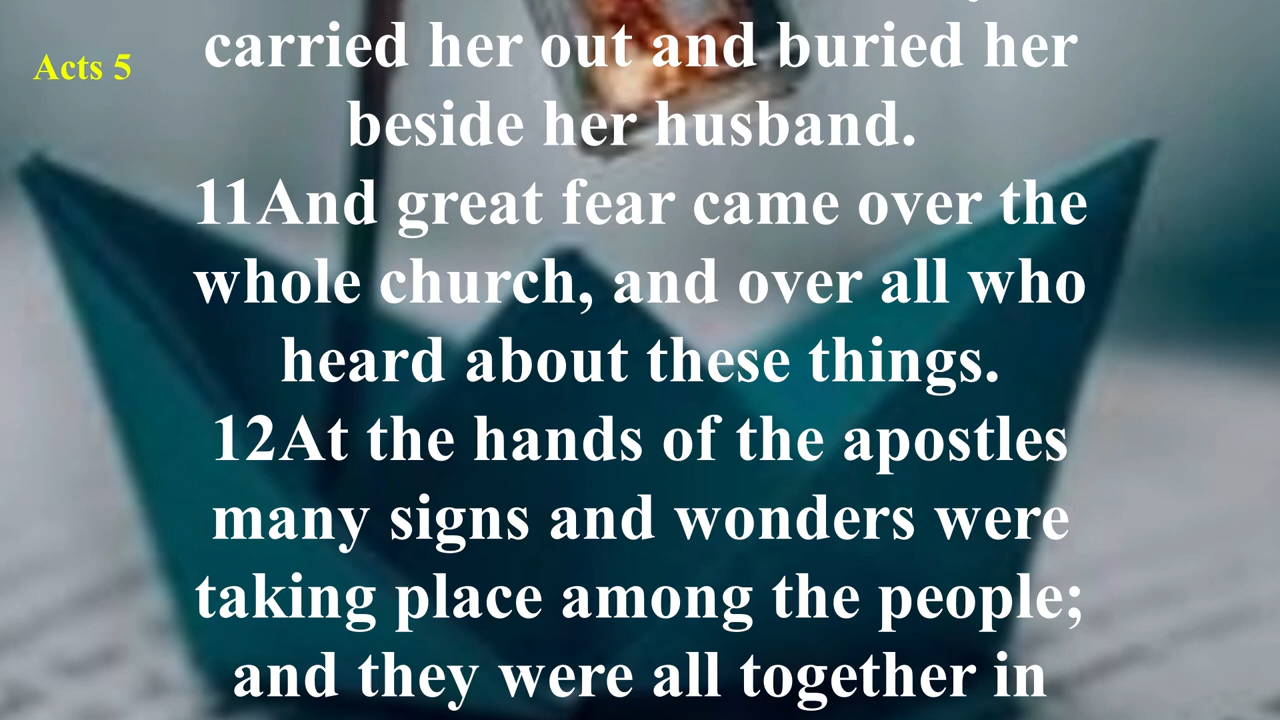 Acts 5
carried her out and buried her
beside her husband.
11And great fear came over the
whole church, and over all who
heard about these things.
12At the hands of the apostles
many signs and wonders were
taking place among the people;
and they were all together in